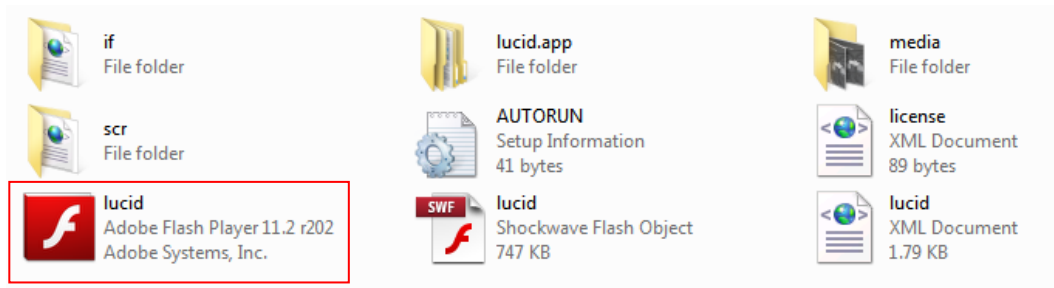 if
File folder
lucid.app
File folder
media
File folder
scr
File folder
AUTORUN
Setup Information
41 bytes
license
XML Document
89 bytes
lucid
Adobe Flash Player 11.2 r202
Adobe Systems, Inc.
SWF
lucid
Shockwave Flash Object
747 KB
lucid
XML Document
1.79 KB